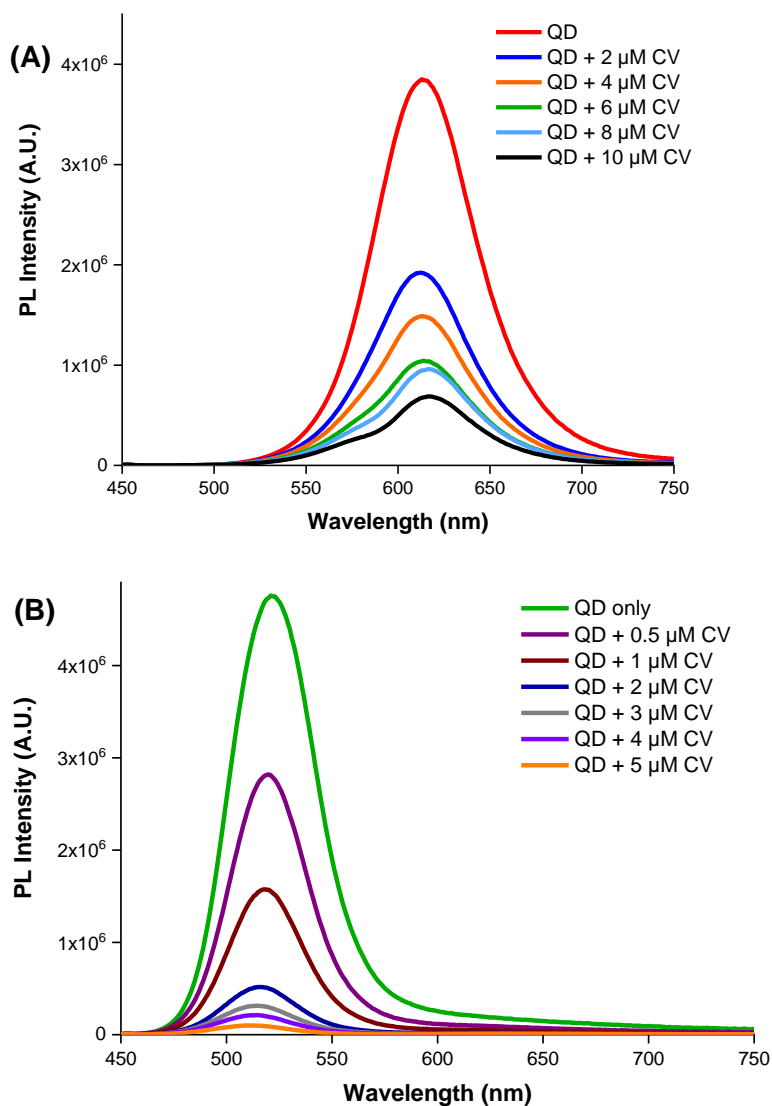 (A)
QD
QD + 2 µM CV
QD + 4 µM CV
QD + 6 µM CV
QD + 8 µM CV
QD + 10 µM CV
PL Intensity (A.U.)
4x10⁶
3x10⁶
2x10⁶
1x10⁶
0
450 500 550 600 650 700 750
Wavelength (nm)
(B)
QD only
QD + 0.5 µM CV
QD + 1 µM CV
QD + 2 µM CV
QD + 3 µM CV
QD + 4 µM CV
QD + 5 µM CV
PL Intensity (A.U.)
4x10⁶
3x10⁶
2x10⁶
1x10⁶
0
450 500 550 600 650 700 750
Wavelength (nm)